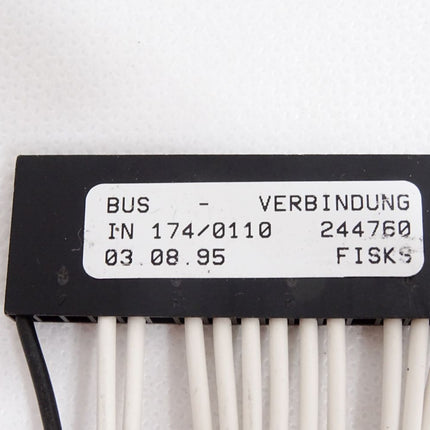 BUS - VERBINDUNG
IN 174/0110 244760
03.08.95 FISKS